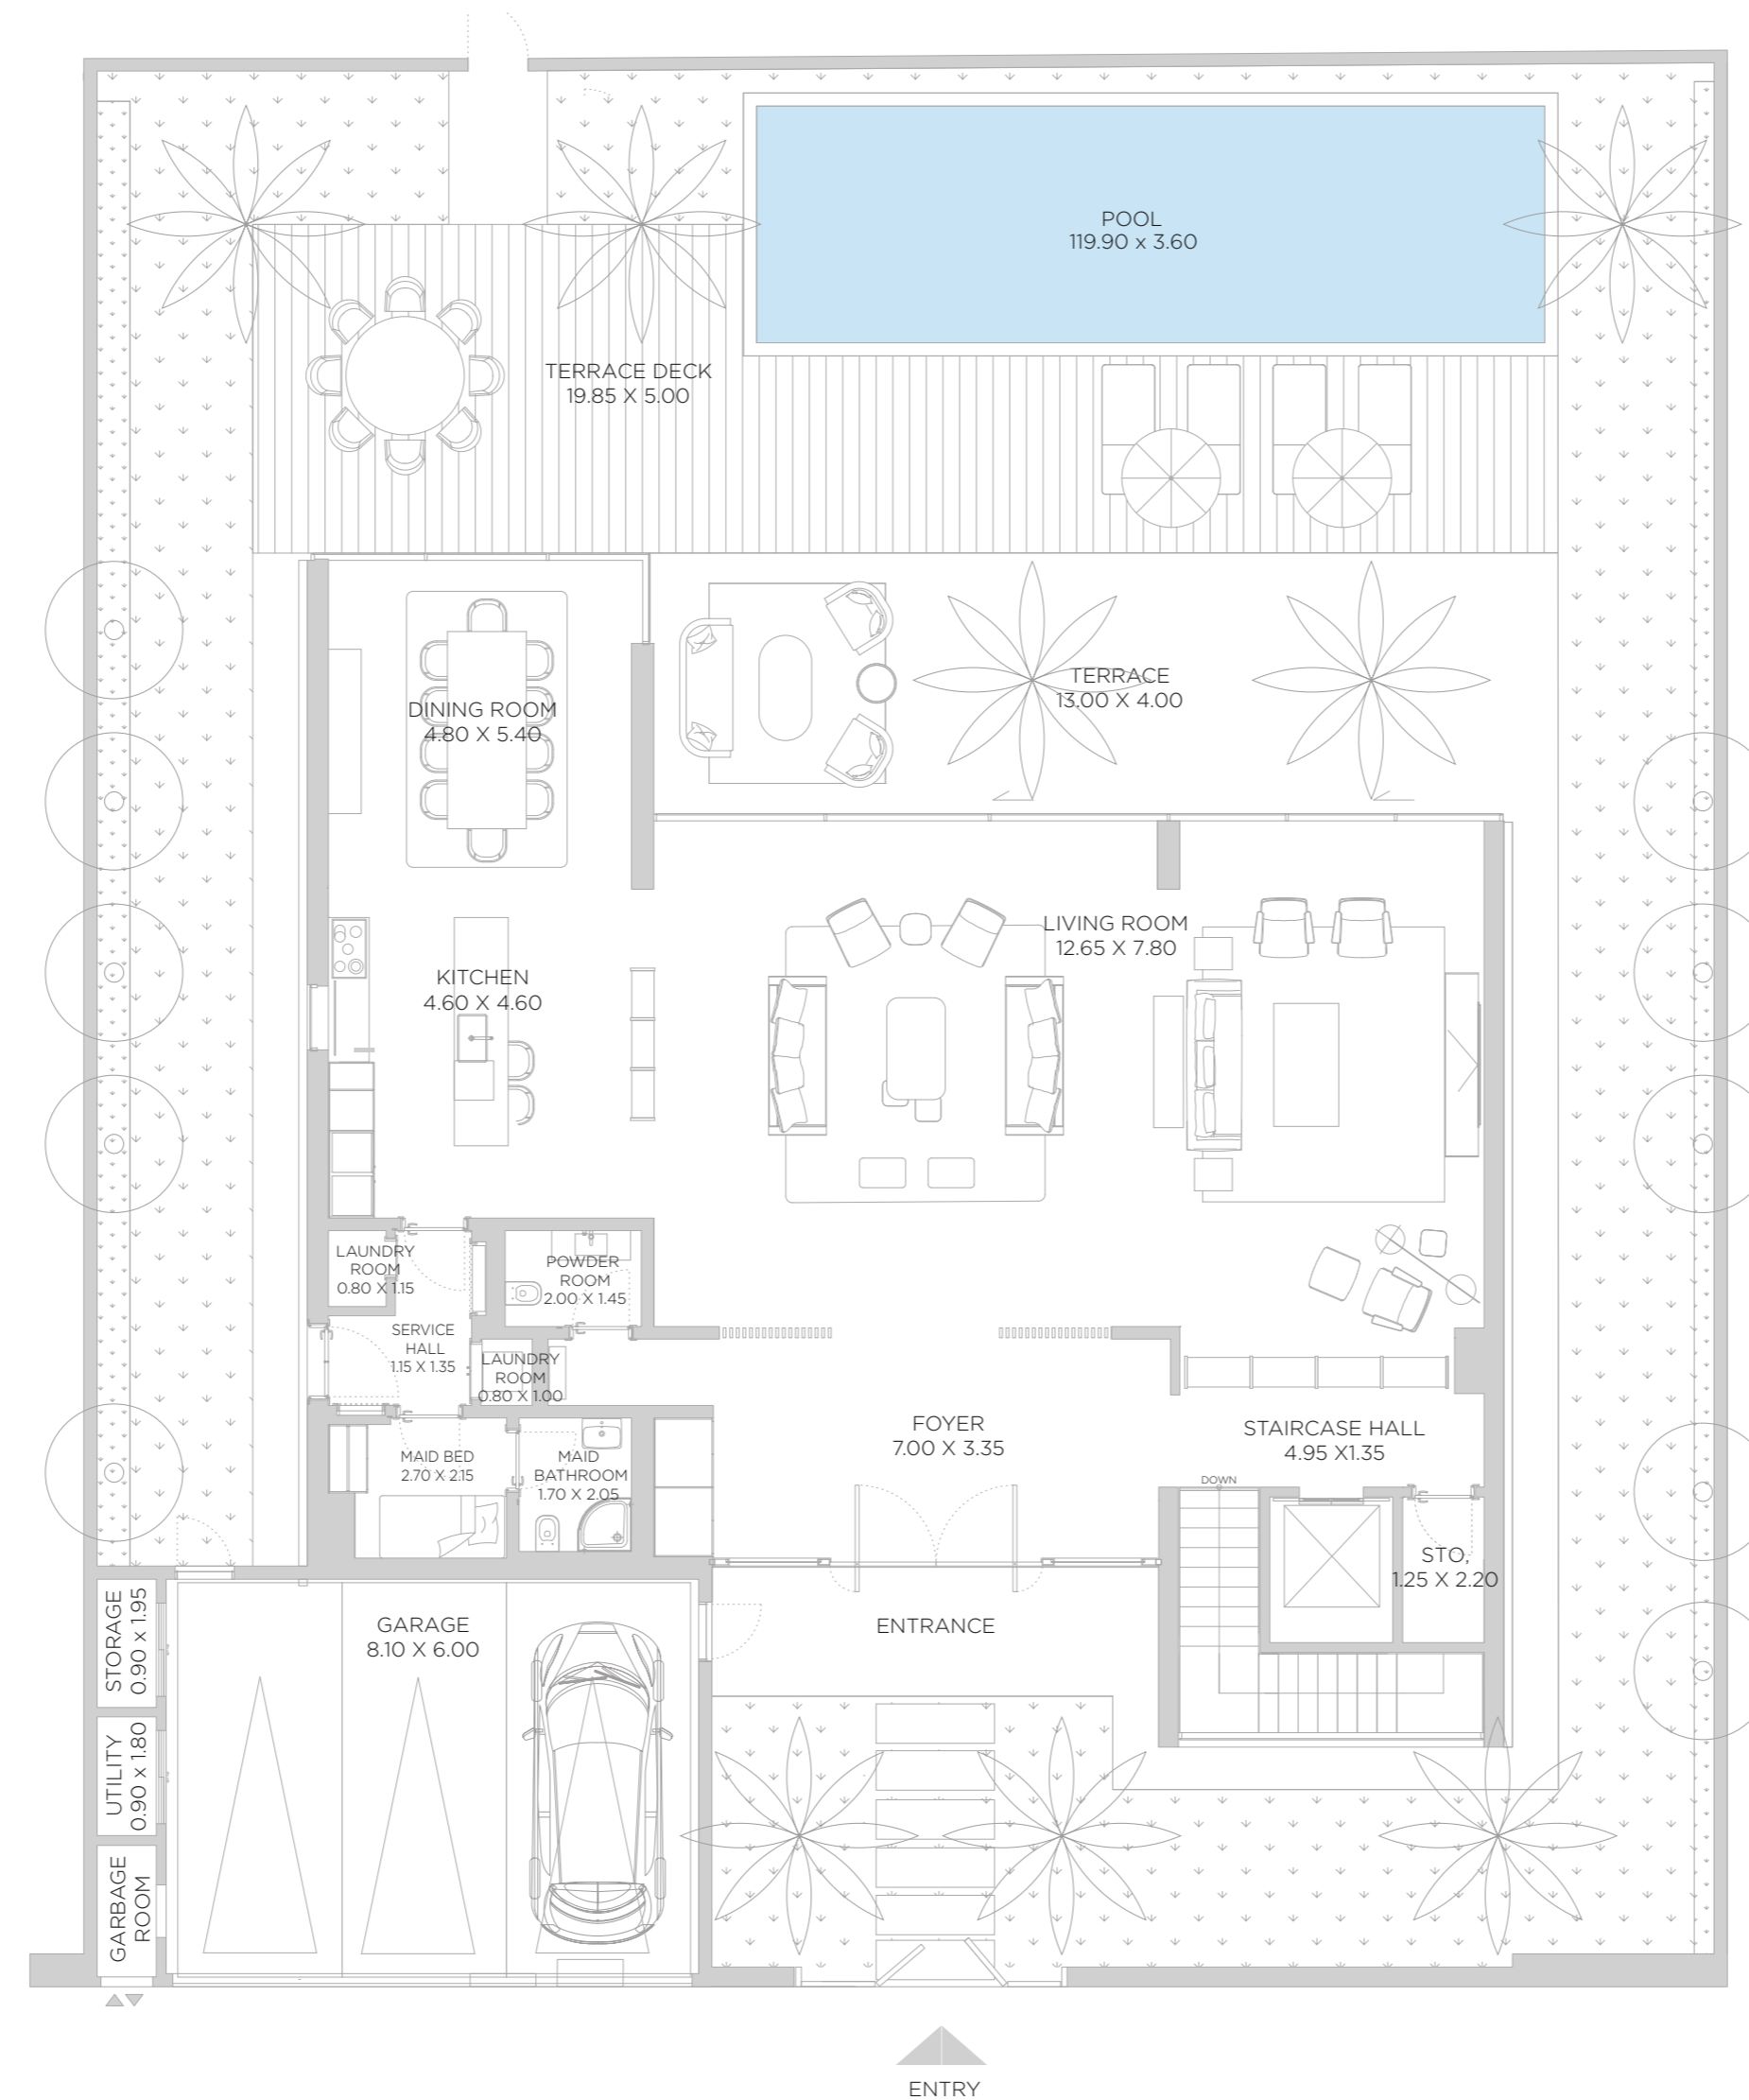 POOL
119.90 x 3.60
TERRACE DECK
19.85 X 5.00
TERRACE
13.00 X 4.00
DINING ROOM
4.80 X 5.40
LIVING ROOM
12.65 X 7.80
KITCHEN
4.60 X 4.60
LAUNDRY
ROOM
0.80 X 1.15
POWDER
ROOM
2.00 X 1.45
SERVICE
HALL
1.15 X 1.35
LAUNDRY
ROOM
0.80 X 1.00
FOYER
7.00 X 3.35
STAIRCASE HALL
4.95 X1.35
MAID BED
2.70 X 2.15
MAID
BATHROOM
1.70 X 2.05
DOWN
STO,
1.25 X 2.20
STORAGE
0.90 x 1.95
GARAGE
8.10 X 6.00
ENTRANCE
UTILITY
0.90 x 1.80
GARBAGE
ROOM
ENTRY